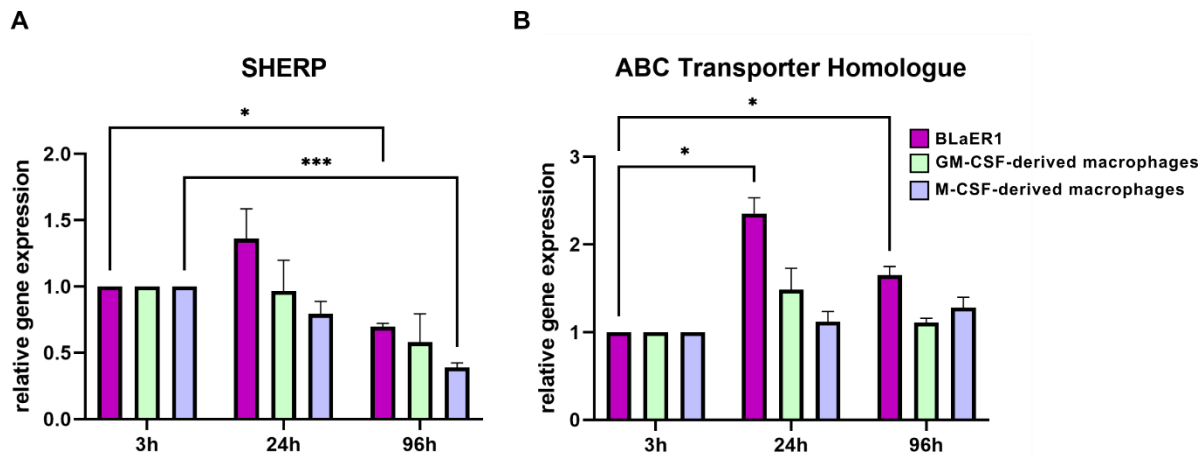 A
SHERP
*
***
relative gene expression
2.0
1.5
1.0
0.5
0.0
3h 24h 96h
B
ABC Transporter Homologue
*
*
relative gene expression
3
2
1
0
3h 24h 96h
BLaER1
GM-CSF-derived macrophages
M-CSF-derived macrophages